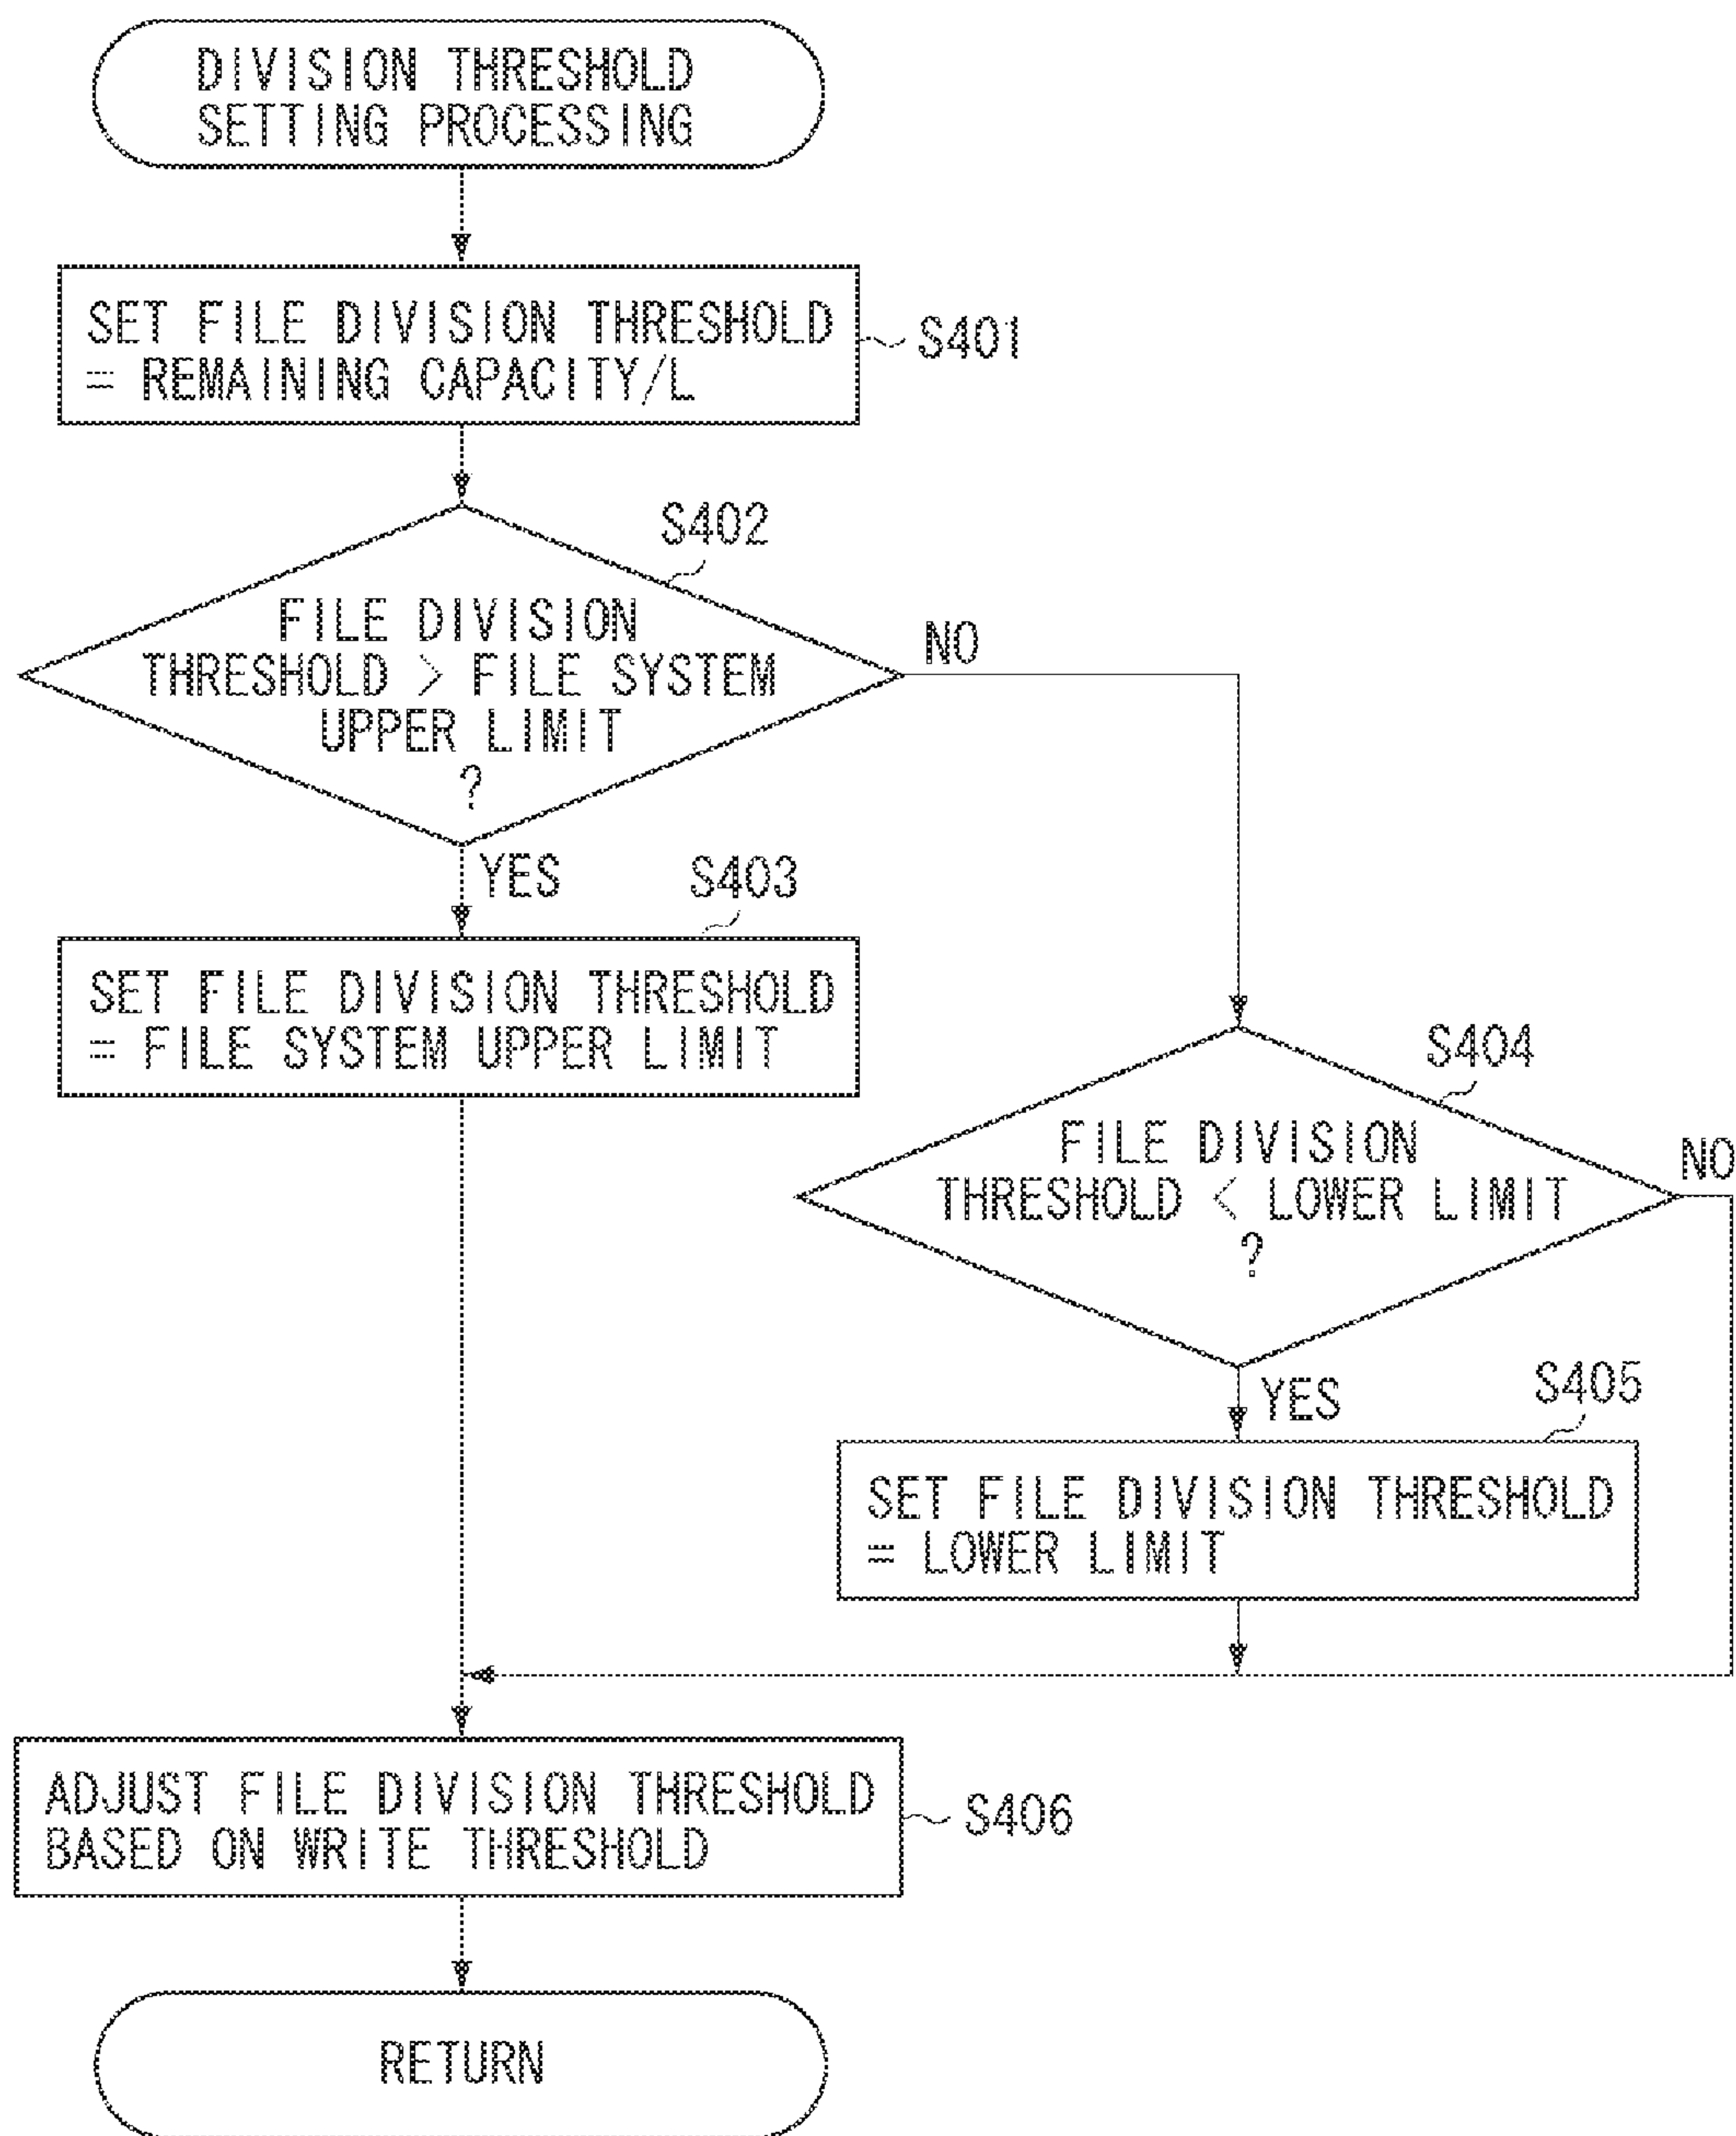 DIVISION THRESHOLD
SETTING PROCESSING
SET FILE DIVISION THRESHOLD
= REMAINING CAPACITY/L
S401
S402
FILE DIVISION
THRESHOLD > FILE SYSTEM
UPPER LIMIT
?
NO
YES
S403
SET FILE DIVISION THRESHOLD
= FILE SYSTEM UPPER LIMIT
S404
FILE DIVISION
THRESHOLD < LOWER LIMIT
?
NO
YES
S405
SET FILE DIVISION THRESHOLD
= LOWER LIMIT
ADJUST FILE DIVISION THRESHOLD
BASED ON WRITE THRESHOLD
S406
RETURN